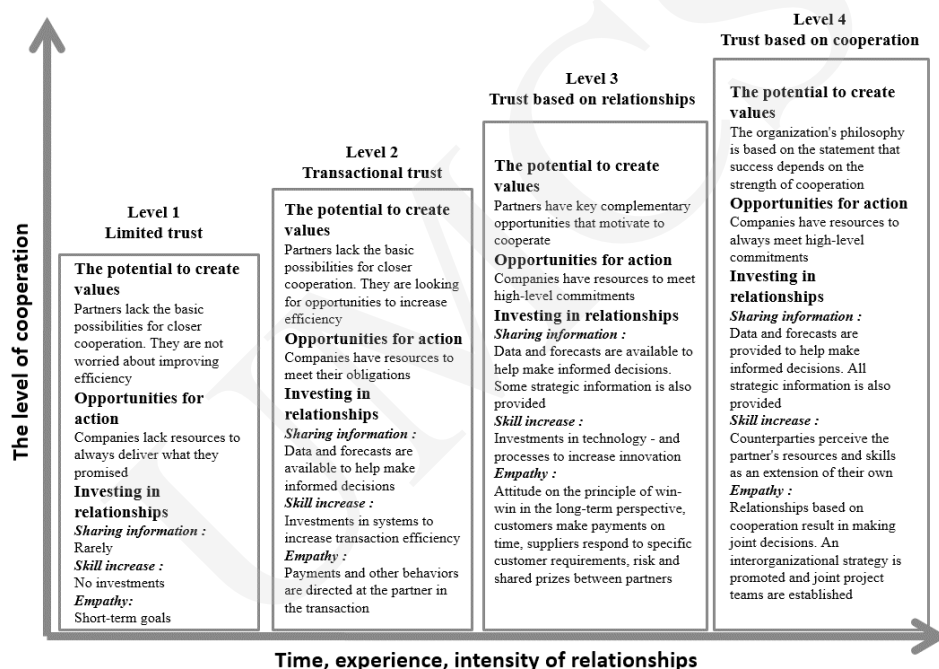 Level 4
Trust based on cooperation
Level 3
Trust based on relationships
Level 2
Transactional trust
Level 1
Limited trust
The level of cooperation
The potential to create
values
Partners lack the basic
possibilities for closer
cooperation. They are not
worried about improving
efficiency
Opportunities for
action
Companies lack resources to
always deliver what they
promised
Investing in
relationships
Sharing information :
Rarely
Skill increase :
No investments
Empathy:
Short-term goals
The potential to create
values
Partners lack the basic
possibilities for closer
cooperation. They are looking
for opportunities to increase
efficiency
Opportunities for action
Companies have resources to
meet their obligations
Investing in
relationships
Sharing information :
Data and forecasts are
available to help make
informed decisions
Skill increase :
Investments in systems to
increase transaction efficiency
Empathy :
Payments and other behaviors
are directed at the partner in
the transaction
The potential to create
values
Partners have key complementary
opportunities that motivate to
cooperate
Opportunities for action
Companies have resources to meet
high-level commitments
Investing in relationships
Sharing information :
Data and forecasts are available to
help make informed decisions.
Some strategic information is also
provided
Skill increase :
Investments in technology - and
processes to increase innovation
Empathy :
Attitude on the principle of win-
win in the long-term perspective,
customers make payments on
time, suppliers respond to specific
customer requirements, risk and
shared prizes between partners
The potential to create
values
The organization's philosophy
is based on the statement that
success depends on the
strength of cooperation
Opportunities for action
Companies have resources to
always meet high-level
commitments
Investing in
relationships
Sharing information :
Data and forecasts are
provided to help make
informed decisions. All
strategic information is also
provided
Skill increase :
Counterparties perceive the
partner's resources and skills
as an extension of their own
Empathy :
Relationships based on
cooperation result in making
joint decisions. An
interorganizational strategy is
promoted and joint project
teams are established
Time, experience, intensity of relationships
UMCS